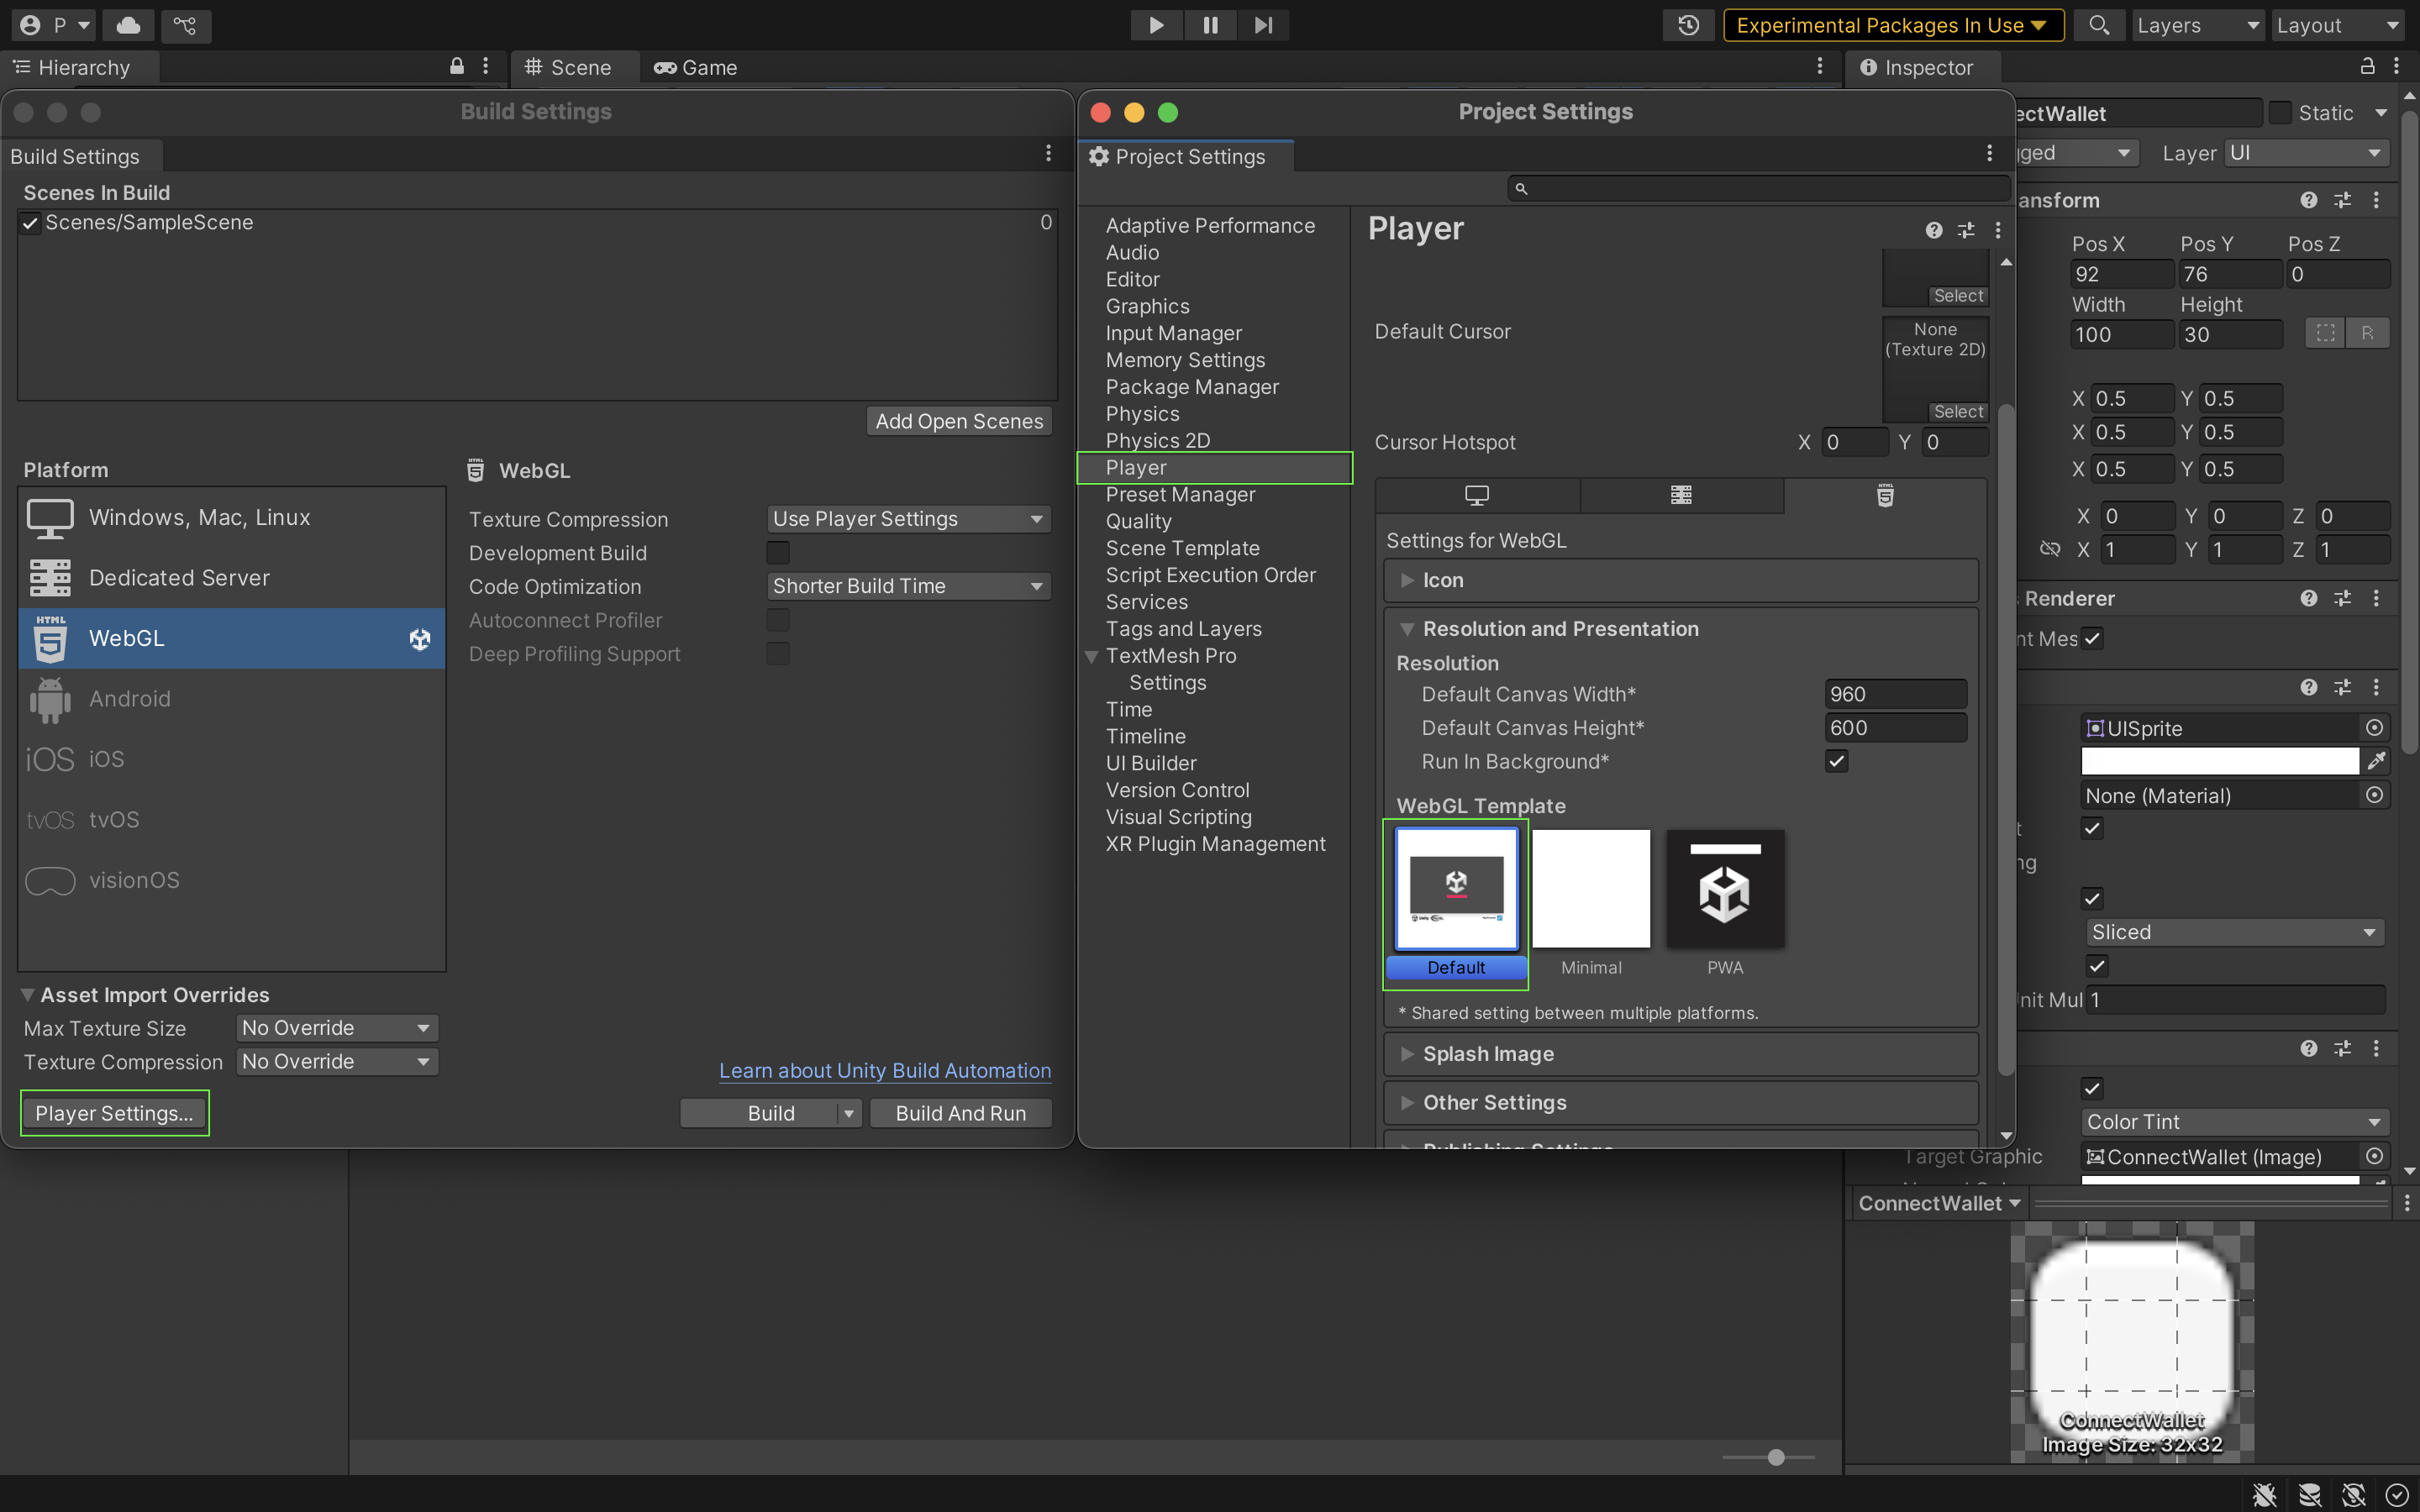 P
Experimental Packages In Use
Layers
Layout
Hierarchy
Scene
Game
Inspector
Build Settings
Build Settings
Scenes In Build
Scenes/SampleScene
0
Add Open Scenes
Platform
Windows, Mac, Linux
Dedicated Server
HTML
WebGL
Android
iOS iOS
tvOS tvOS
visionOS
WebGL
Texture Compression
Use Player Settings
Development Build
Code Optimization
Shorter Build Time
Autoconnect Profiler
Deep Profiling Support
Asset Import Overrides
Max Texture Size
No Override
Texture Compression
No Override
Learn about Unity Build Automation
Player Settings...
Build
Build And Run
Project Settings
Project Settings
Adaptive Performance
Audio
Editor
Graphics
Input Manager
Memory Settings
Package Manager
Physics
Physics 2D
Player
Preset Manager
Quality
Scene Template
Script Execution Order
Services
Tags and Layers
TextMesh Pro
Settings
Time
Timeline
UI Builder
Version Control
Visual Scripting
XR Plugin Management
Player
Select
Default Cursor
None
(Texture 2D)
Select
Cursor Hotspot
X 0 Y 0
Settings for WebGL
Icon
Resolution and Presentation
Resolution
Default Canvas Width*
960
Default Canvas Height*
600
Run In Background*
WebGL Template
Default
Minimal
PWA
* Shared setting between multiple platforms.
Splash Image
Other Settings
Publishing Settings
ectWallet
Static
gged
Layer UI
ansform
Pos X Pos Y Pos Z
92 76 0
Width Height
100 30
R
X 0.5 Y 0.5
X 0.5 Y 0.5
X 0.5 Y 0.5
X 0 Y 0 Z 0
X 1 Y 1 Z 1
Renderer
nt Mes
UISprite
None (Material)
t
ng
Sliced
nit Mul 1
Color Tint
Target Graphic
ConnectWallet (Image)
ConnectWallet
ConnectWallet
Image Size: 32x32